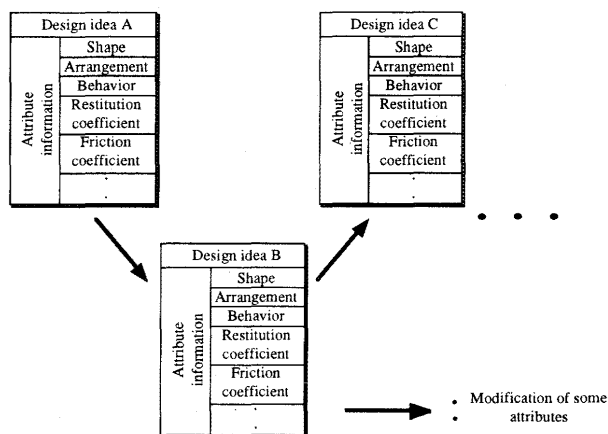 Design idea A
Attribute information
Shape
Arrangement
Behavior
Restitution
coefficient
Friction
coefficient
.
.
Design idea C
Attribute information
Shape
Arrangement
Behavior
Restitution
coefficient
Friction
coefficient
.
.
. . .
Design idea B
Attribute information
Shape
Arrangement
Behavior
Restitution
coefficient
Friction
coefficient
.
.
: Modification of some
attributes